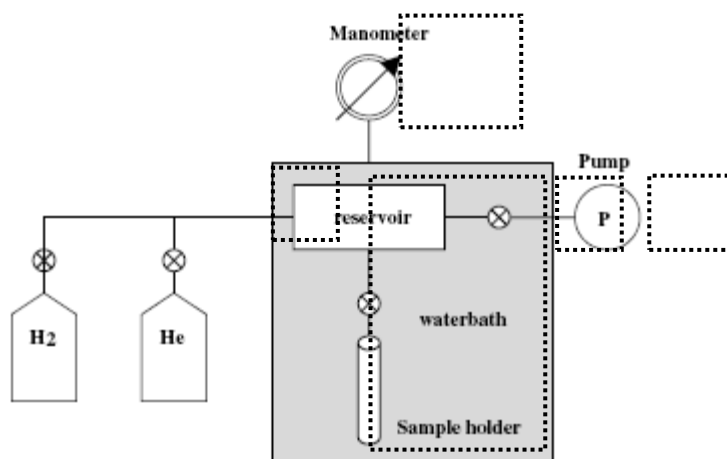 Manometer
Pump
reservoir
P
H2
He
waterbath
Sample holder